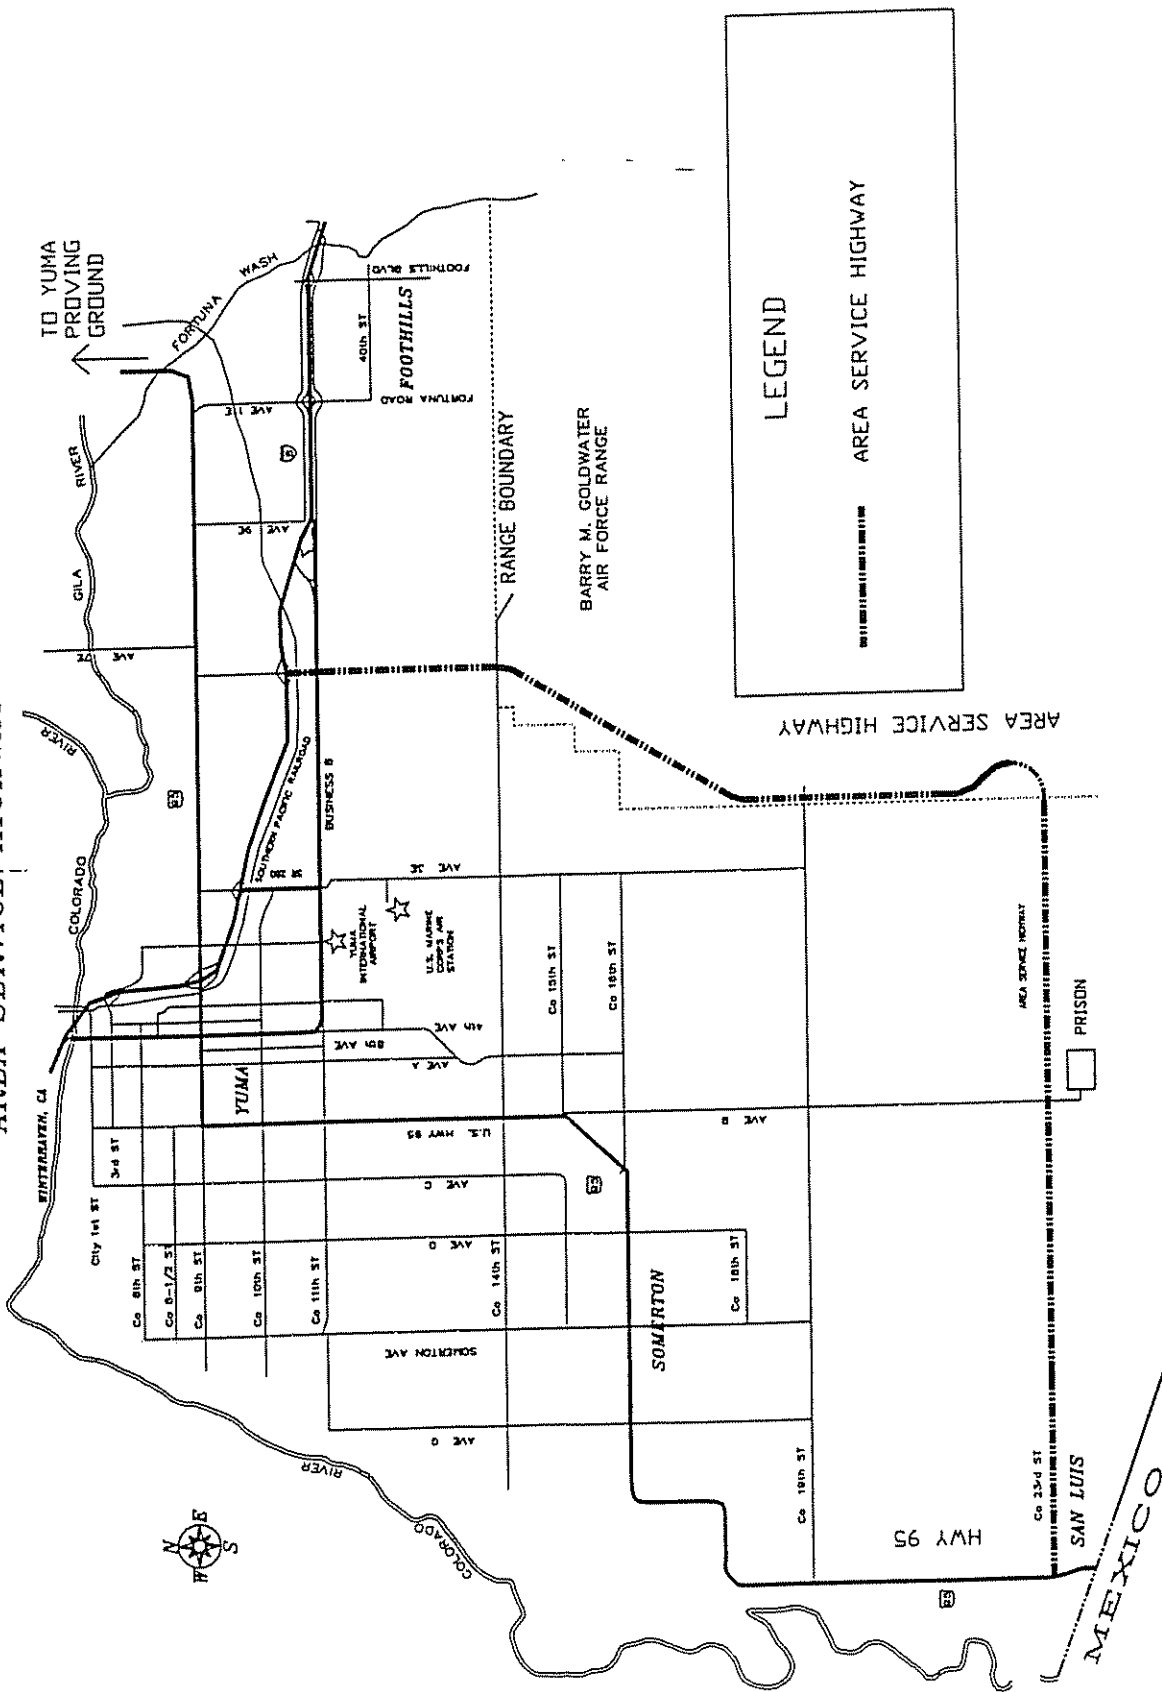 TO YUMA
PROVING
GROUND
FORTUNA
WASH
GILA
RIVER
COLORADO
RIVER
WINTERHAVEN, CA
AVE 7E
AVE 9E
AVE 11E
FORTUNA ROAD
FOOTHILLS BLVD
40th ST
FOOTHILLS
8
95
SOUTHERN PACIFIC RAILROAD
BUSINESS 8
SR 280
AVE 3E
YUMA
INTERNATIONAL
AIRPORT
U.S. MARINE
CORPS AIR
STATION
4th AVE
8th AVE
AVE A
YUMA
U.S. HWY 95
AVE B
AVE C
AVE D
SOMERTON AVE
AVE G
City 1st ST
3rd ST
Co 8th ST
Co 8-1/2 ST
Co 9th ST
Co 10th ST
Co 11th ST
Co 14th ST
Co 15th ST
Co 16th ST
Co 18th ST
Co 19th ST
Co 23rd ST
95
SOMERTON
RANGE BOUNDARY
BARRY M. GOLDWATER
AIR FORCE RANGE
AREA SERVICE HIGHWAY
AREA SERVICE HIGHWAY
PRISON
HWY 95
95
SAN LUIS
MEXICO
COLORADO
RIVER
N
W
E
S
LEGEND
AREA SERVICE HIGHWAY